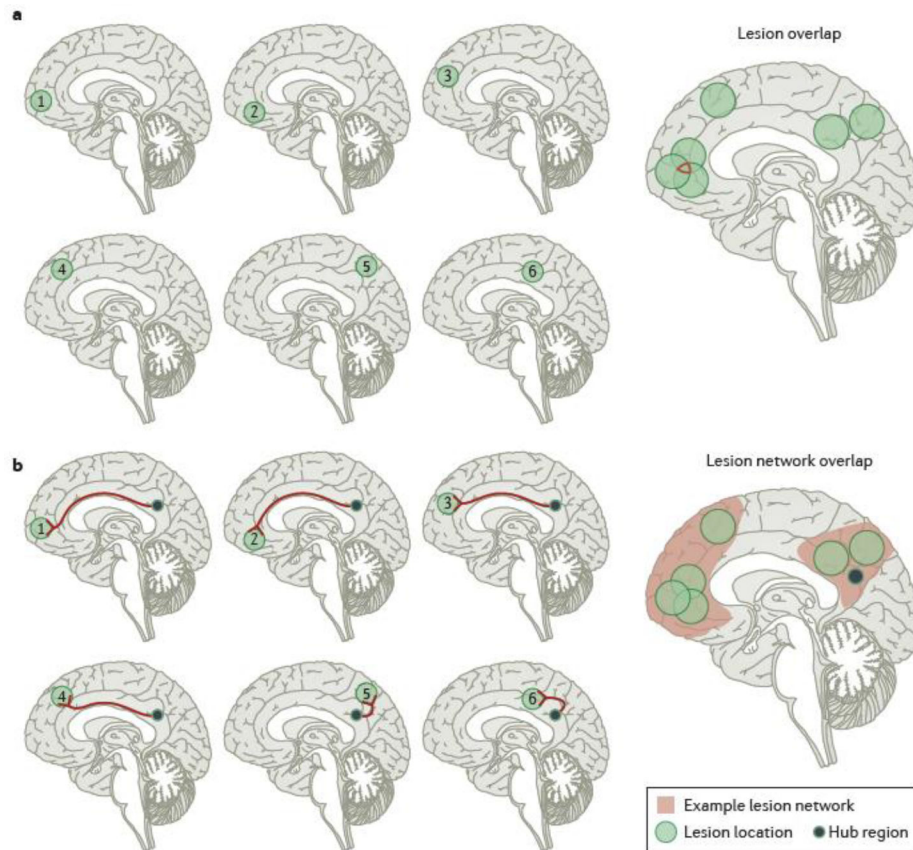 a
Lesion overlap
1
2
3
4
5
6
b
Lesion network overlap
1
2
3
4
5
6
Example lesion network
Lesion location
Hub region